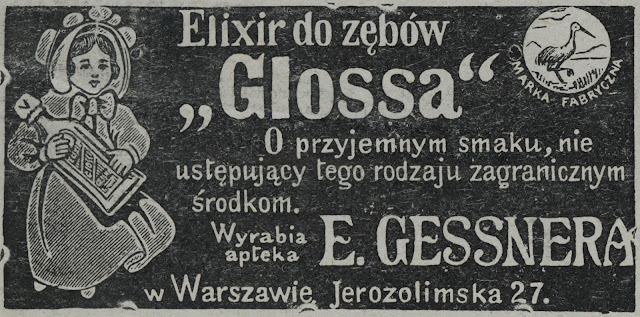 Elixir do zębów
„Glossa“
MARKA FABRYCZNA
O przyjemnym smaku, nie
ustępujący tego rodzaju zagranicznym
środkom.
Wyrabia
apteka E. GESSNERA
w Warszawie, Jerozolimska 27.